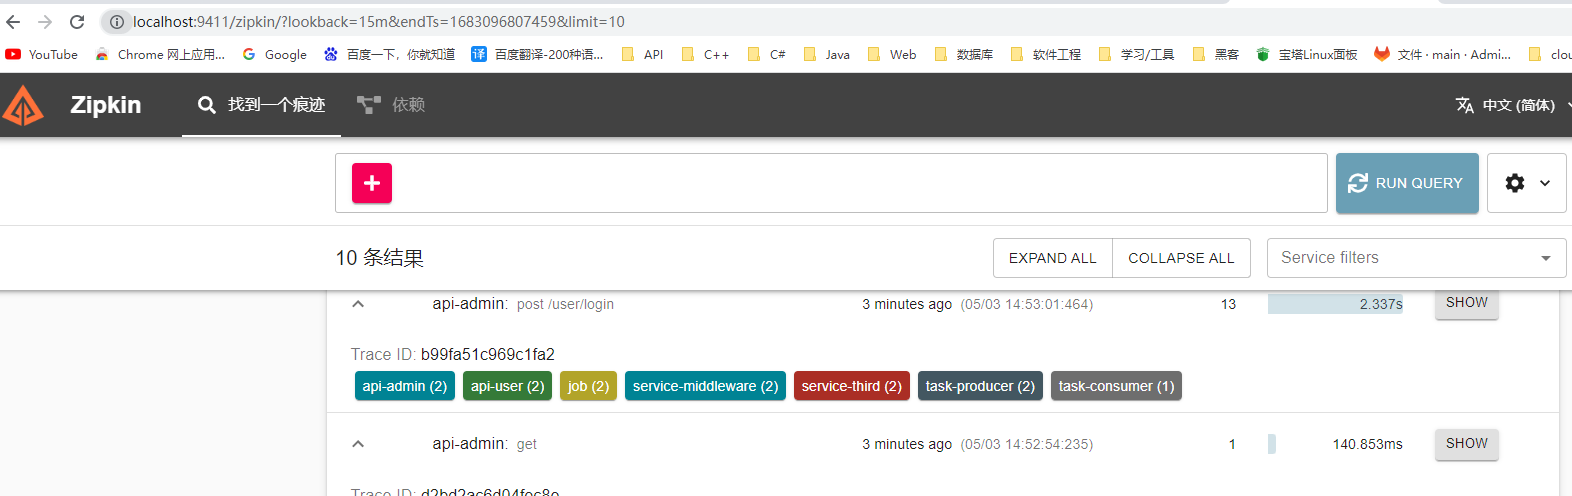 localhost:9411/zipkin/?lookback=15m&endTs=1683096807459&limit=10
YouTube Chrome 网上应用... Google 百度一下，你就知道 译 百度翻译-200种语... API C++ C# Java Web 数据库 软件工程 学习/工具 黑客 宝塔Linux面板 文件 · main · Admi... clou
Zipkin 找到一个痕迹 依赖 中文 (简体)
RUN QUERY
10 条结果 EXPAND ALL COLLAPSE ALL Service filters
api-admin: post /user/login 3 minutes ago (05/03 14:53:01:464) 13 2.337s SHOW
Trace ID: b99fa51c969c1fa2
api-admin (2) api-user (2) job (2) service-middleware (2) service-third (2) task-producer (2) task-consumer (1)
api-admin: get 3 minutes ago (05/03 14:52:54:235) 1 140.853ms SHOW
Trace ID: